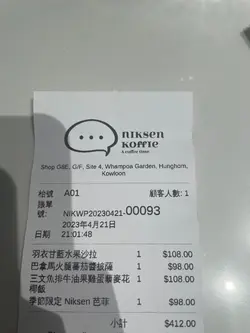 NIKSEN
KOFFIE
A coffee time
Shop G8E, G/F, Site 4, Whampoa Garden, Hunghom,
Kowloon
枱號 A01 顧客人數: 1
賬單
號: NIKWP20230421-00093
2023年4月21日
日期 21:01:48
羽衣甘藍水果沙拉 1 $108.00
巴拿馬火腿蕃茄醬披薩 1 $98.00
三文魚排牛油果雞蛋藜麥花 1 $108.00
椰飯
季節限定 Niksen 芭菲 1 $98.00
小計 $412.00